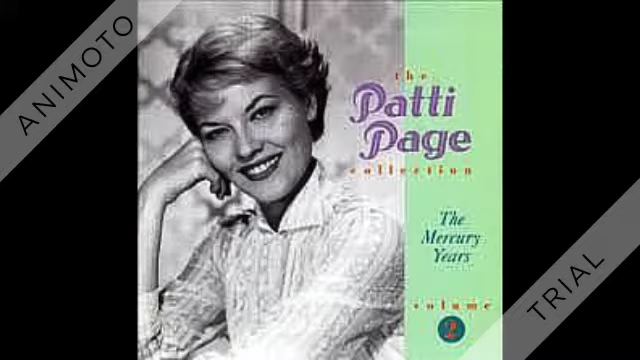 ANIMOTO
the
Patti
Page
collection
The
Mercury
Years
volume
2
TRIAL